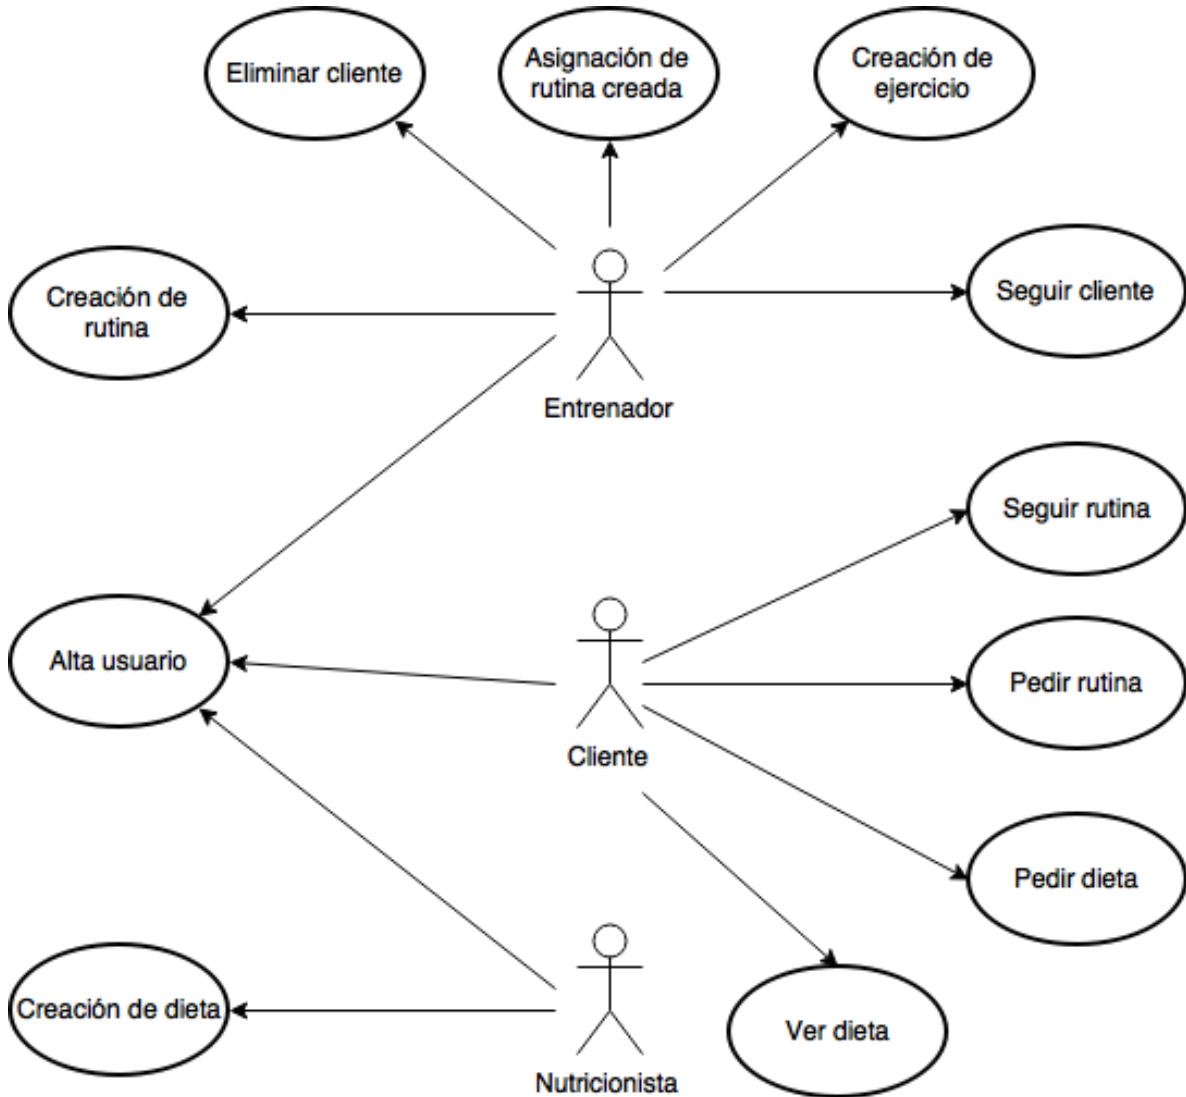 Eliminar cliente
Asignación de
rutina creada
Creación de
ejercicio
Creación de
rutina
Seguir cliente
Entrenador
Seguir rutina
Alta usuario
Pedir rutina
Cliente
Pedir dieta
Creación de dieta
Ver dieta
Nutricionista